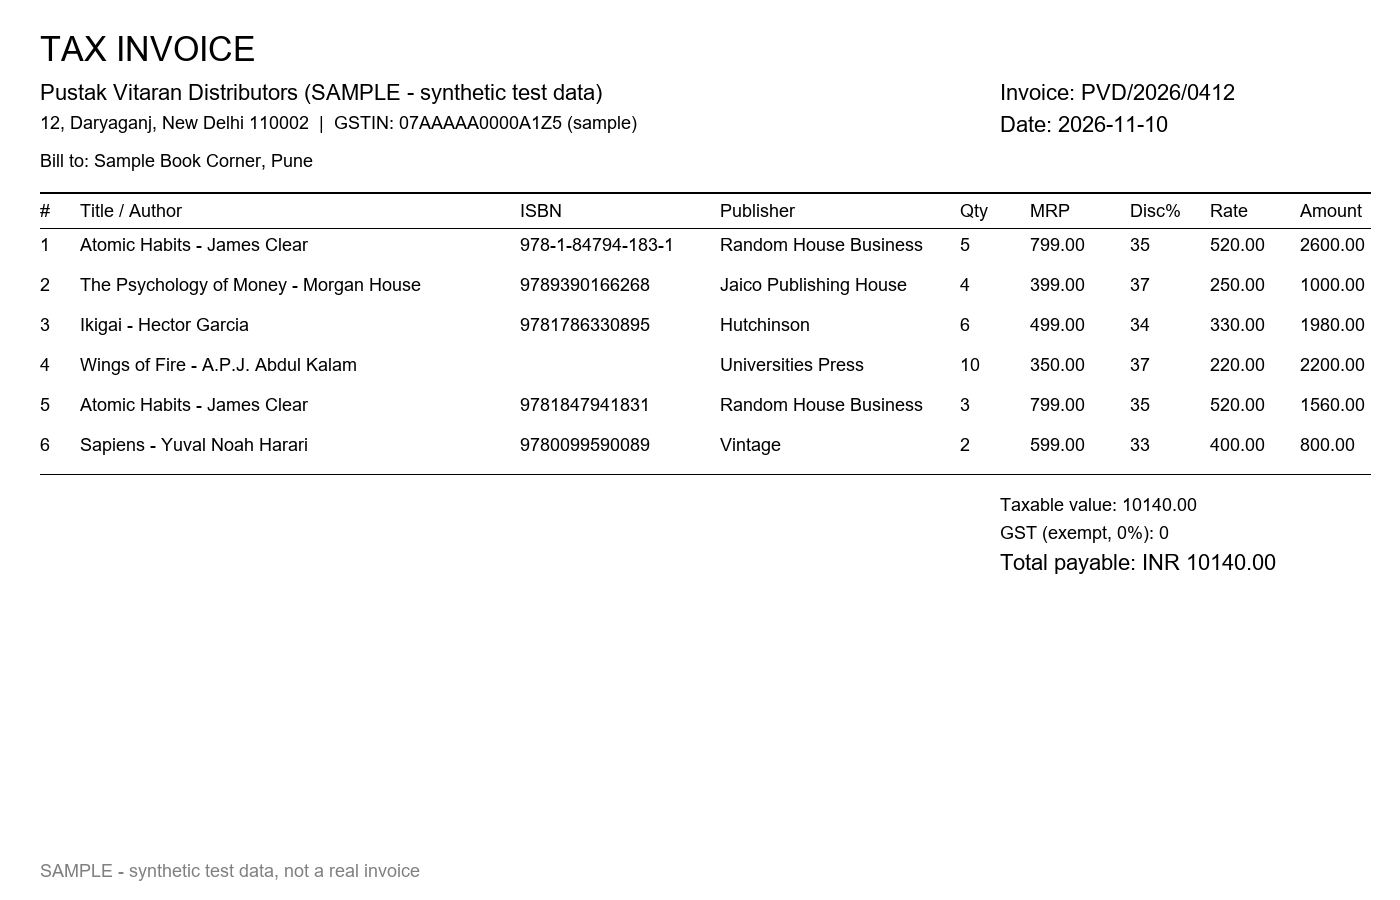 TAX INVOICE
Pustak Vitaran Distributors (SAMPLE - synthetic test data)
Invoice: PVD/2026/0412
12, Daryaganj, New Delhi 110002 | GSTIN: 07AAAAA0000A1Z5 (sample)
Date: 2026-11-10
Bill to: Sample Book Corner, Pune
# Title / Author ISBN Publisher Qty MRP Disc% Rate Amount
1 Atomic Habits - James Clear 978-1-84794-183-1 Random House Business 5 799.00 35 520.00 2600.00
2 The Psychology of Money - Morgan House 9789390166268 Jaico Publishing House 4 399.00 37 250.00 1000.00
3 Ikigai - Hector Garcia 9781786330895 Hutchinson 6 499.00 34 330.00 1980.00
4 Wings of Fire - A.P.J. Abdul Kalam Universities Press 10 350.00 37 220.00 2200.00
5 Atomic Habits - James Clear 9781847941831 Random House Business 3 799.00 35 520.00 1560.00
6 Sapiens - Yuval Noah Harari 9780099590089 Vintage 2 599.00 33 400.00 800.00
Taxable value: 10140.00
GST (exempt, 0%): 0
Total payable: INR 10140.00
SAMPLE - synthetic test data, not a real invoice